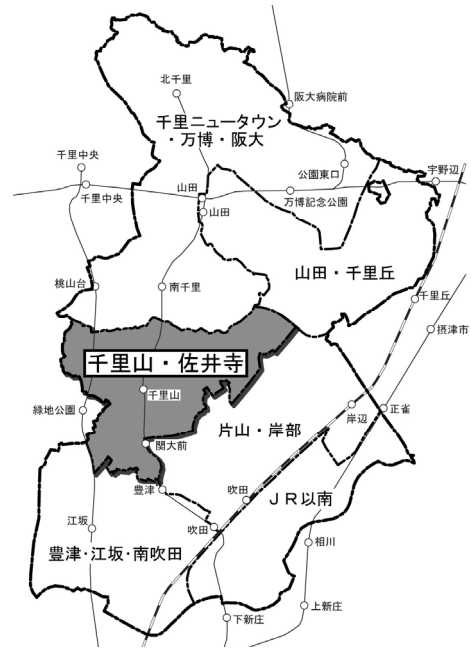 北千里
阪大病院前
千里ニュータウン
・万博・阪大
千里中央
公園東口
宇野辺
千里中央
山田
万博記念公園
山田
山田・千里丘
桃山台
南千里
千里丘
摂津市
千里山・佐井寺
千里山
緑地公園
正雀
岸辺
片山・岸部
関大前
豊津
吹田
JR以南
江坂
吹田
相川
豊津・江坂・南吹田
下新庄
上新庄